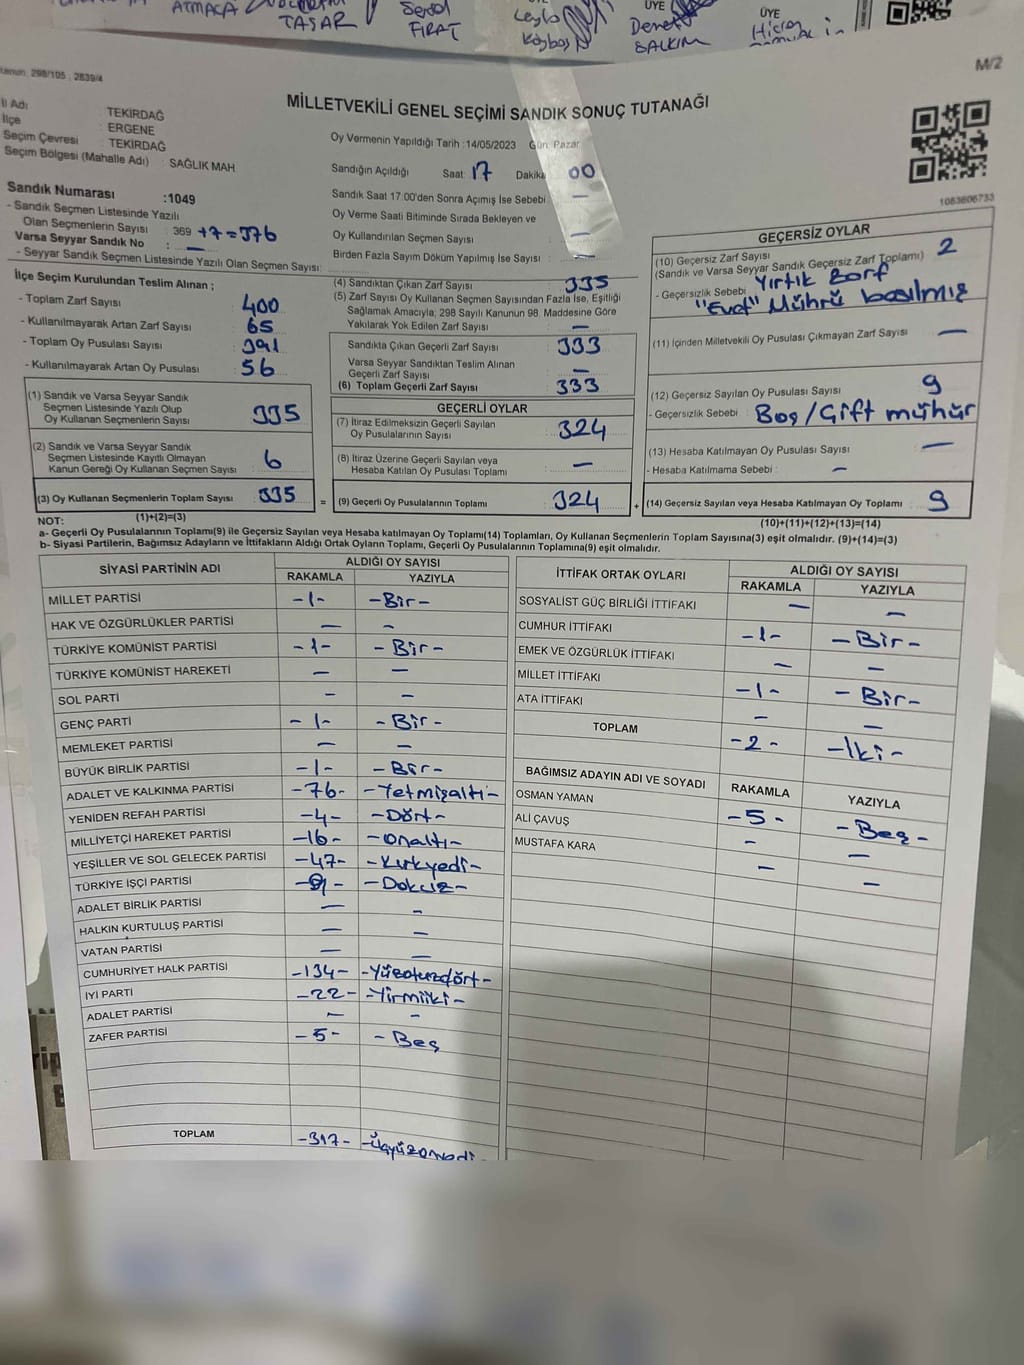 ATMACA
TAŞAR
Serdal
FIRAT
Leyla
ÜYE
SALKIM
ÜYE
M/2
298/105 , 2839/4
MİLLETVEKİLİ GENEL SEÇİMİ SANDIK SONUÇ TUTANAĞI
İl Adı TEKİRDAĞ
İlçe : ERGENE
Seçim Çevresi : TEKİRDAĞ
Seçim Bölgesi (Mahalle Adı) : SAĞLIK MAH
Sandık Numarası :1049
- Sandık Seçmen Listesinde Yazılı
Olan Seçmenlerin Sayısı : 369 +7=376
Varsa Seyyar Sandık No : —
- Seyyar Sandık Seçmen Listesinde Yazılı Olan Seçmen Sayısı:
İlçe Seçim Kurulundan Teslim Alınan ;
- Toplam Zarf Sayısı 400
- Kullanılmayarak Artan Zarf Sayısı 65
- Toplam Oy Pusulası Sayısı 391
- Kullanılmayarak Artan Oy Pusulası 56
(1) Sandık ve Varsa Seyyar Sandık
Seçmen Listesinde Yazılı Olup
Oy Kullanan Seçmenlerin Sayısı 335
(2) Sandık ve Varsa Seyyar Sandık
Seçmen Listesinde Kayıtlı Olmayan
Kanun Gereği Oy Kullanan Seçmen Sayısı 6
(3) Oy Kullanan Seçmenlerin Toplam Sayısı 335
(1)+(2)=(3)
Oy Vermenin Yapıldığı Tarih :14/05/2023 Gün: Pazar
Sandığın Açıldığı Saat 17 Dakika 00
Sandık Saat 17:00'den Sonra Açımış İse Sebebi —
Oy Verme Saati Bitiminde Sırada Bekleyen ve
Oy Kullandırılan Seçmen Sayısı : —
Birden Fazla Sayım Döküm Yapılmış İse Sayısı : —
(4) Sandıktan Çıkan Zarf Sayısı : 335
(5) Zarf Sayısı Oy Kullanan Seçmen Sayısından Fazla İse, Eşitliği
Sağlamak Amacıyla; 298 Sayılı Kanunun 98. Maddesine Göre
Yakılarak Yok Edilen Zarf Sayısı : —
Sandıkta Çıkan Geçerli Zarf Sayısı : 333
Varsa Seyyar Sandıktan Teslim Alınan
Geçerli Zarf Sayısı : —
(6) Toplam Geçerli Zarf Sayısı : 333
GEÇERLİ OYLAR
(7) İtiraz Edilmeksizin Geçerli Sayılan
Oy Pusulalarının Sayısı : 324
(8) İtiraz Üzerine Geçerli Sayılan veya
Hesaba Katılan Oy Pusulası Toplamı : —
= (9) Geçerli Oy Pusulalarının Toplamı : 324 +
1083606733
GEÇERSİZ OYLAR
(10) Geçersiz Zarf Sayısı 2
(Sandık ve Varsa Seyyar Sandık Geçersiz Zarf Toplamı)
- Geçersizlik Sebebi : Yırtık Zarf
"Evet" Mührü basılmış
(11) İçinden Milletvekili Oy Pusulası Çıkmayan Zarf Sayısı —
(12) Geçersiz Sayılan Oy Pusulası Sayısı 9
- Geçersizlik Sebebi : Boş/Çift mühür
(13) Hesaba Katılmayan Oy Pusulası Sayısı : —
- Hesaba Katılmama Sebebi : —
(14) Geçersiz Sayılan veya Hesaba Katılmayan Oy Toplamı : 9
(10)+(11)+(12)+(13)=(14)
NOT:
a- Geçerli Oy Pusulalarının Toplamı(9) ile Geçersiz Sayılan veya Hesaba katılmayan Oy Toplamı(14) Toplamları, Oy Kullanan Seçmenlerin Toplam Sayısına(3) eşit olmalıdır. (9)+(14)=(3)
b- Siyasi Partilerin, Bağımsız Adayların ve İttifakların Aldığı Ortak Oyların Toplamı, Geçerli Oy Pusulalarının Toplamına(9) eşit olmalıdır.
SİYASİ PARTİNİN ADI ALDIĞI OY SAYISI
RAKAMLA YAZIYLA
MİLLET PARTİSİ -1- -Bir-
HAK VE ÖZGÜRLÜKLER PARTİSİ — —
TÜRKİYE KOMÜNİST PARTİSİ -1- -Bir-
TÜRKİYE KOMÜNİST HAREKETİ — —
SOL PARTİ — —
GENÇ PARTİ -1- -Bir-
MEMLEKET PARTİSİ — —
BÜYÜK BİRLİK PARTİSİ -1- -Bir-
ADALET VE KALKINMA PARTİSİ -76- -Yetmişaltı-
YENİDEN REFAH PARTİSİ -4- -Dört-
MİLLİYETÇİ HAREKET PARTİSİ -16- -Onaltı-
YEŞİLLER VE SOL GELECEK PARTİSİ -47- -Kırkyedi-
TÜRKİYE İŞÇİ PARTİSİ -9- -Dokuz-
ADALET BİRLİK PARTİSİ — —
HALKIN KURTULUŞ PARTİSİ — —
VATAN PARTİSİ — —
CUMHURİYET HALK PARTİSİ -134- -Yüzotuzdört-
İYİ PARTİ -22- -Yirmiiki-
ADALET PARTİSİ — —
ZAFER PARTİSİ -5- -Beş
TOPLAM -317- -Üçyüzonyedi-
İTTİFAK ORTAK OYLARI ALDIĞI OY SAYISI
RAKAMLA YAZIYLA
SOSYALİST GÜÇ BİRLİĞİ İTTİFAKI — —
CUMHUR İTTİFAKI -1- -Bir-
EMEK VE ÖZGÜRLÜK İTTİFAKI — —
MİLLET İTTİFAKI -1- -Bir-
ATA İTTİFAKI — —
TOPLAM -2- -İki-
BAĞIMSIZ ADAYIN ADI VE SOYADI RAKAMLA YAZIYLA
OSMAN YAMAN -5- -Beş-
ALİ ÇAVUŞ — —
MUSTAFA KARA — —